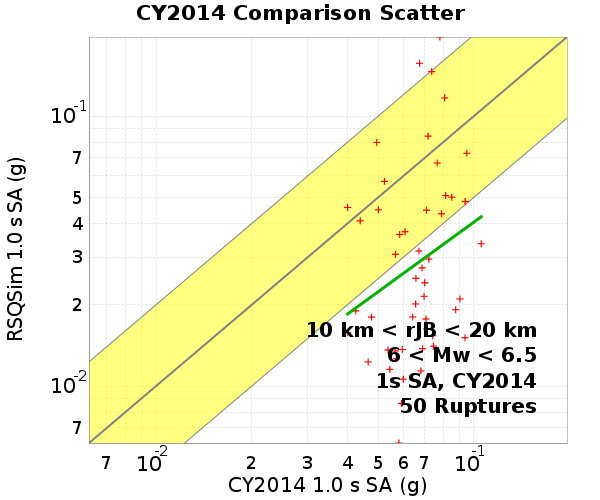 CY2014 Comparison Scatter
RSQSim 1.0 s SA (g)
10^-1
7
5
4
3
2
10^-2
7
10 km < rJB < 20 km
6 < Mw < 6.5
1s SA, CY2014
50 Ruptures
7 10^-2 2 3 4 5 6 7 10^-1
CY2014 1.0 s SA (g)